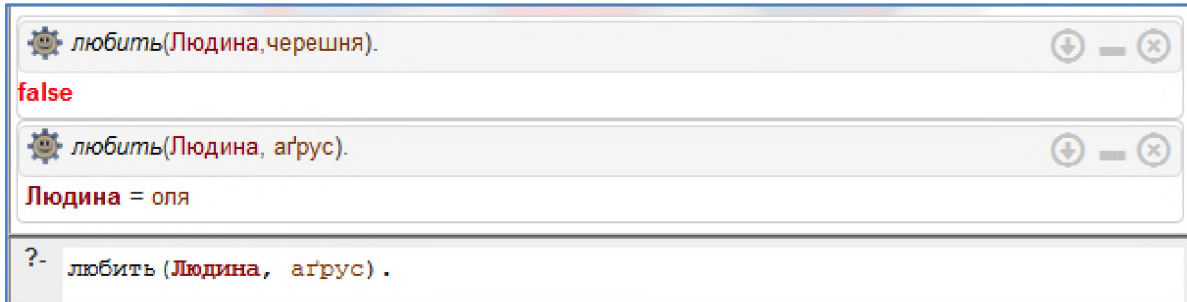 любить(Людина,черешня).
false
любить(Людина, аґрус).
Людина = оля
?- любить(Людина, аґрус).